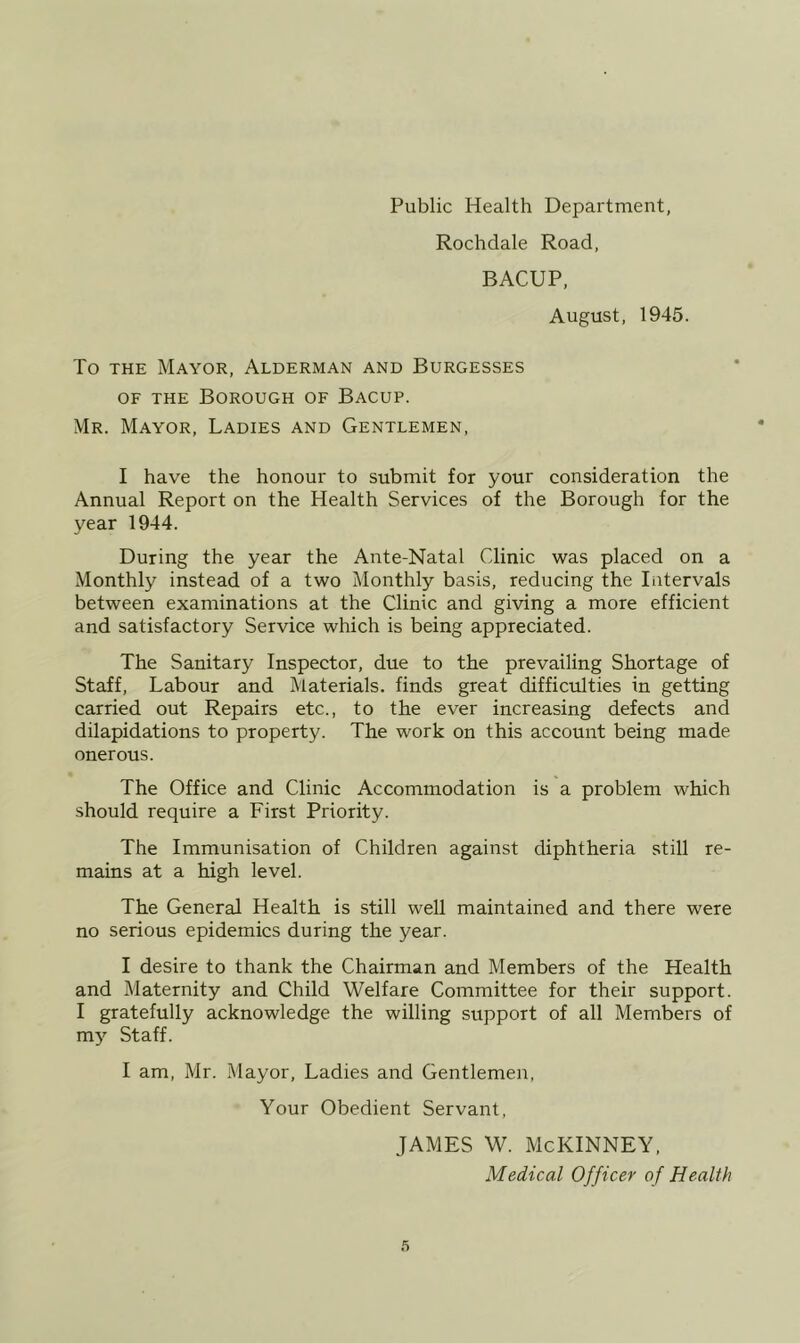 Public Health Department,
Rochdale Road,
BACUP,
August, 1945.
To the Mayor, Alderman and Burgesses
of the Borough of Bacup.
Mr. Mayor, Ladies and Gentlemen,
I have the honour to submit for your consideration the
Annual Report on the Health Services of the Borough for the
year 1944.
During the year the Ante-Natal Clinic was placed on a
Monthly instead of a two Monthly basis, reducing the Intervals
between examinations at the Clinic and giving a more efficient
and satisfactory Service which is being appreciated.
The Sanitary Inspector, due to the prevailing Shortage of
Staff, Labour and Materials. finds great difficulties in getting
carried out Repairs etc., to the ever increasing defects and
dilapidations to property. The work on this account being made
onerous.
The Office and Clinic Accommodation is a problem which
should require a First Priority.
The Immunisation of Children against diphtheria still re-
mains at a high level.
The General Health is still well maintained and there were
no serious epidemics during the year.
I desire to thank the Chairman and Members of the Health
and Maternity and Child Welfare Committee for their support.
I gratefully acknowledge the willing support of all Members of
my Staff.
I am, Mr. Mayor, Ladies and Gentlemen,
Your Obedient Servant,
JAMES W. McKINNEY,
Medical Officer of Health
5